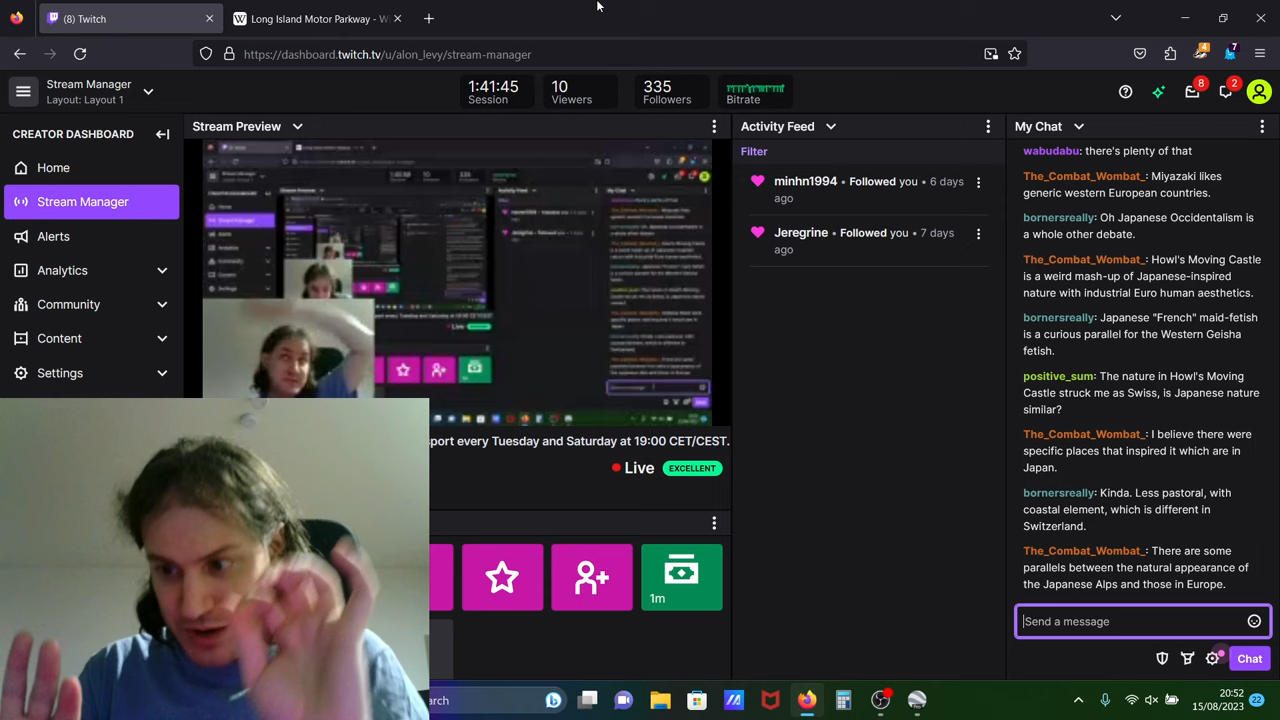 (8) Twitch
Long Island Motor Parkway - W
https://dashboard.twitch.tv/u/alon_levy/stream-manager
4
7
Stream Manager
Layout: Layout 1
1:41:45
Session
10
Viewers
335
Followers
Bitrate
8
2
CREATOR DASHBOARD
Home
Stream Manager
Alerts
Analytics
Community
Content
Settings
Stream Preview
sport every Tuesday and Saturday at 19:00 CET/CEST.
Live
EXCELLENT
1m
Activity Feed
Filter
minhn1994 • Followed you • 6 days
ago
Jeregrine • Followed you • 7 days
ago
My Chat
wabudabu: there's plenty of that
The_Combat_Wombat_: Miyazaki likes
generic western European countries.
bornersreally: Oh Japanese Occidentalism is
a whole other debate.
The_Combat_Wombat_: Howl's Moving Castle
is a weird mash up of Japanese-inspired
nature with inter-war Euro human aesthetics.
bornersreally: Japanese "French" maid-fetish
is a certain parallel for the Western Geisha
fetish
positive_sum: The nature in Howl's Moving
Castle struck me as Swiss, is Japanese nature
similar?
The_Combat_Wombat_: I believe there were
specific places that inspired it which are in
Japan.
bornersreally: Kinda. Less pastoral, with
coastal element, which is different in
Switzerland.
The_Combat_Wombat_: There are some
parallels between the natural appearance of
the Japanese Alps and those in Europe.
Send a message
Chat
earch
20:52
15/08/2023
22